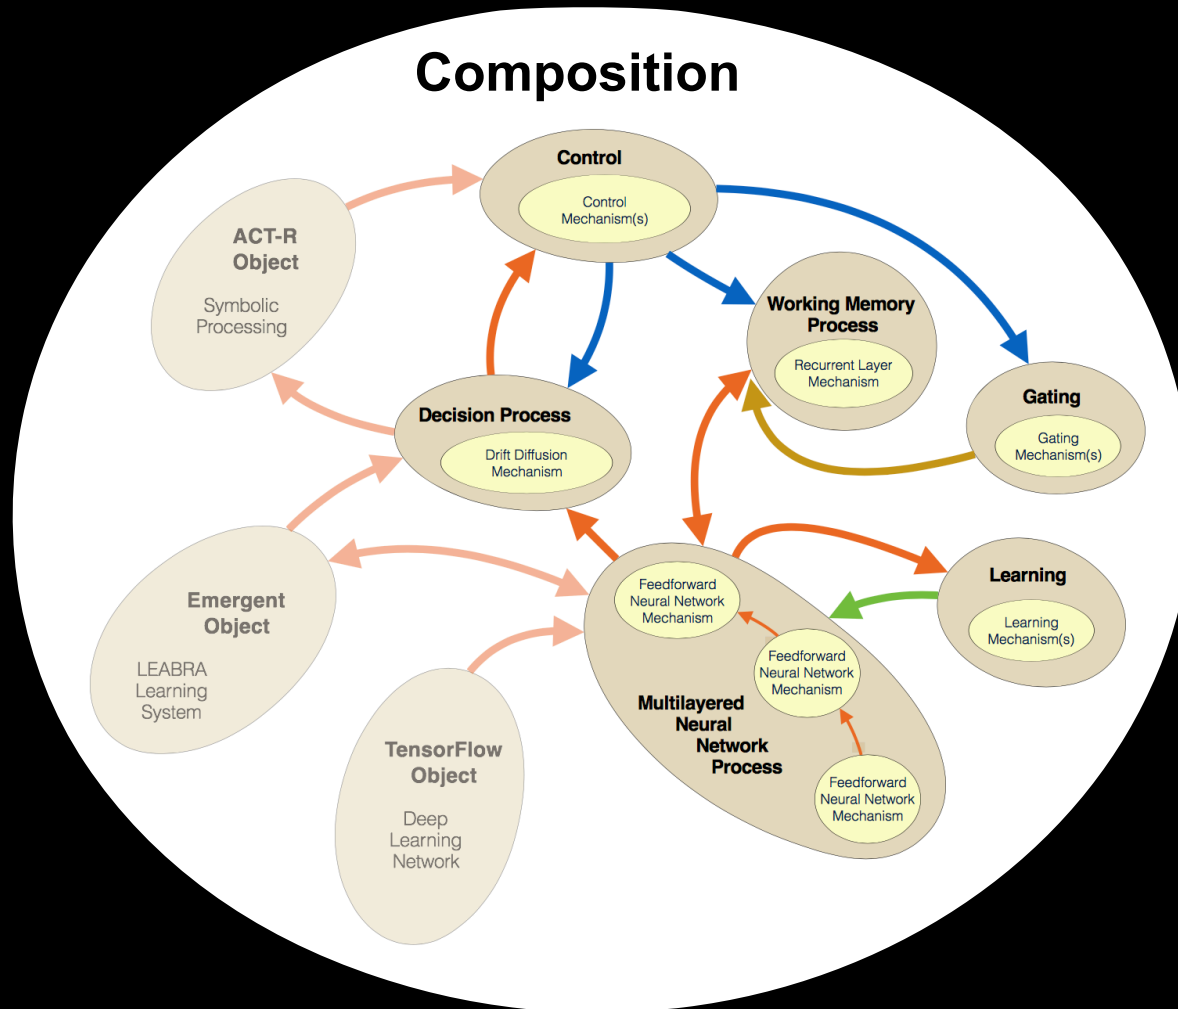 Composition
Control
Control
Mechanism(s)
ACT-R
Object
Symbolic
Processing
Working Memory
Process
Recurrent Layer
Mechanism
Gating
Gating
Mechanism(s)
Decision Process
Drift Diffusion
Mechanism
Emergent
Object
LEABRA
Learning
System
Feedforward
Neural Network
Mechanism
Feedforward
Neural Network
Mechanism
Feedforward
Neural Network
Mechanism
Multilayered
Neural
Network
Process
Learning
Learning
Mechanism(s)
TensorFlow
Object
Deep
Learning
Network